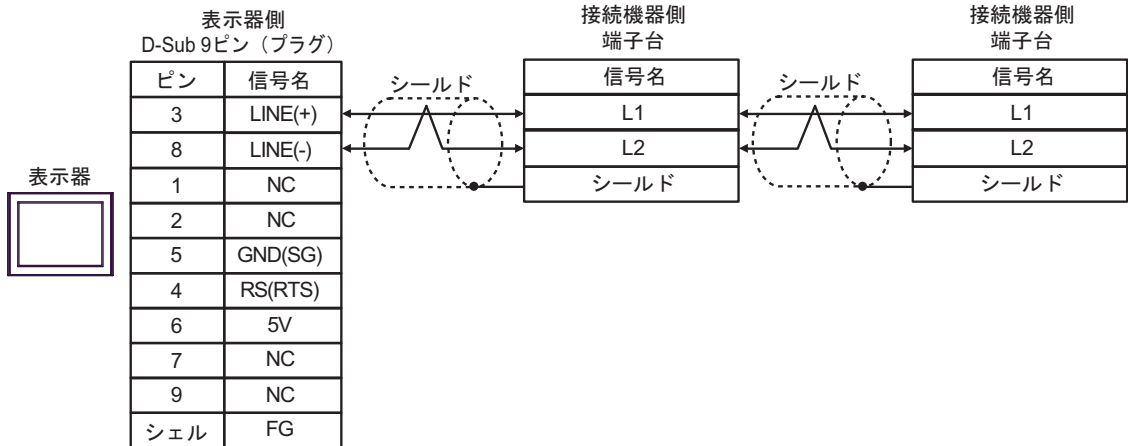 表示器側
D-Sub 9ピン（プラグ）
ピン 信号名
3 LINE(+)
8 LINE(-)
1 NC
2 NC
5 GND(SG)
4 RS(RTS)
6 5V
7 NC
9 NC
シェル FG
表示器
シールド
接続機器側
端子台
信号名
L1
L2
シールド
シールド
接続機器側
端子台
信号名
L1
L2
シールド